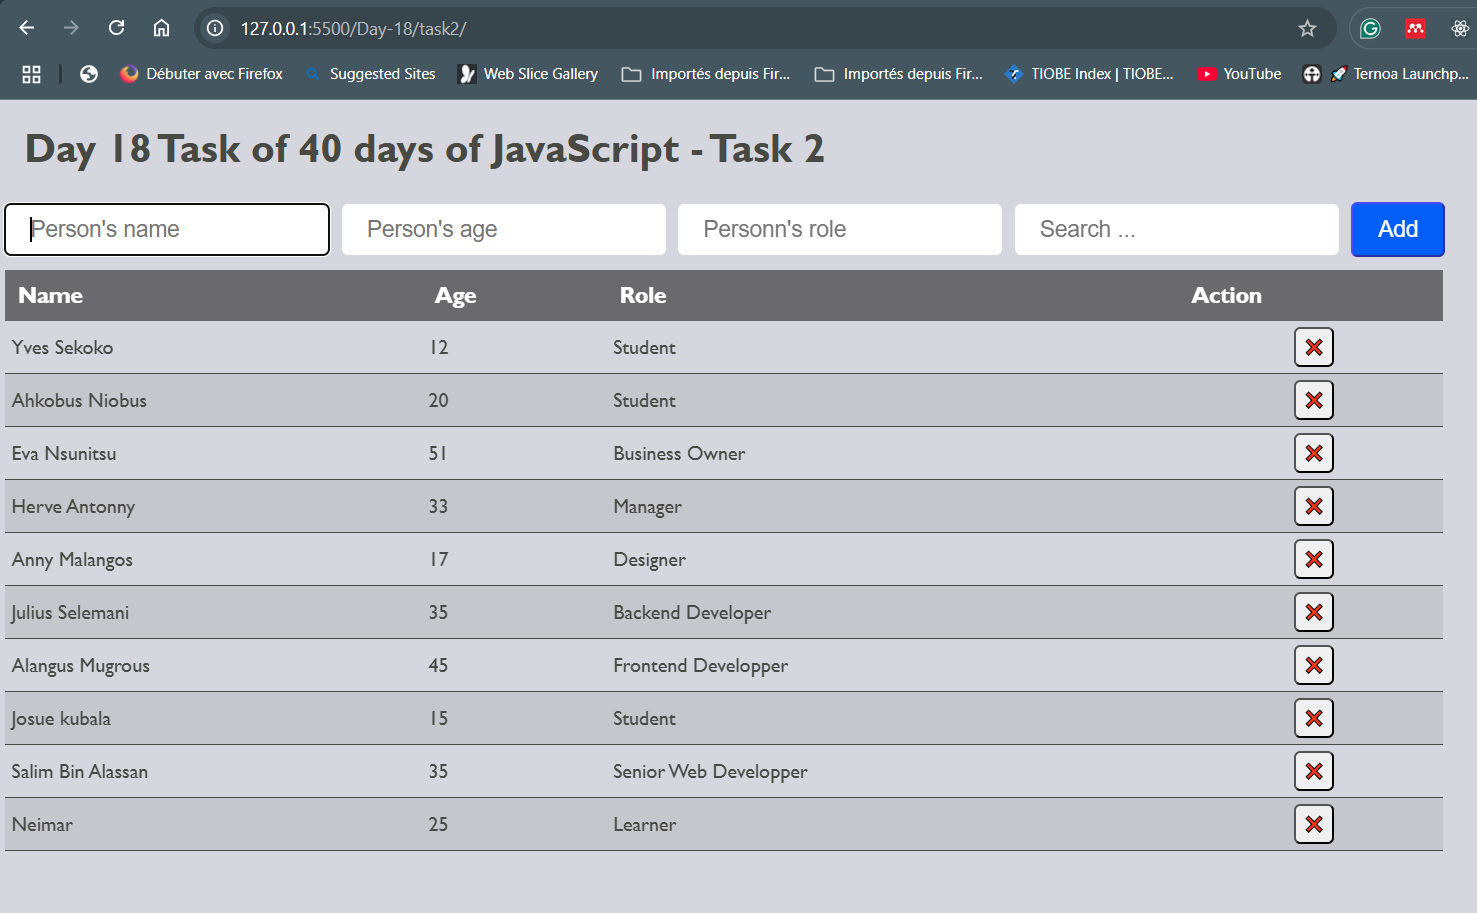 127.0.0.1:5500/Day-18/task2/
Débuter avec Firefox Suggested Sites Web Slice Gallery Importés depuis Fir... Importés depuis Fir... TIOBE Index | TIOBE... YouTube Ternoa Launchp...
Day 18 Task of 40 days of JavaScript - Task 2
Person's name Person's age Personn's role Search ... Add
Name Age Role Action
Yves Sekoko 12 Student
Ahkobus Niobus 20 Student
Eva Nsunitsu 51 Business Owner
Herve Antonny 33 Manager
Anny Malangos 17 Designer
Julius Selemani 35 Backend Developer
Alangus Mugrous 45 Frontend Developper
Josue kubala 15 Student
Salim Bin Alassan 35 Senior Web Developper
Neimar 25 Learner